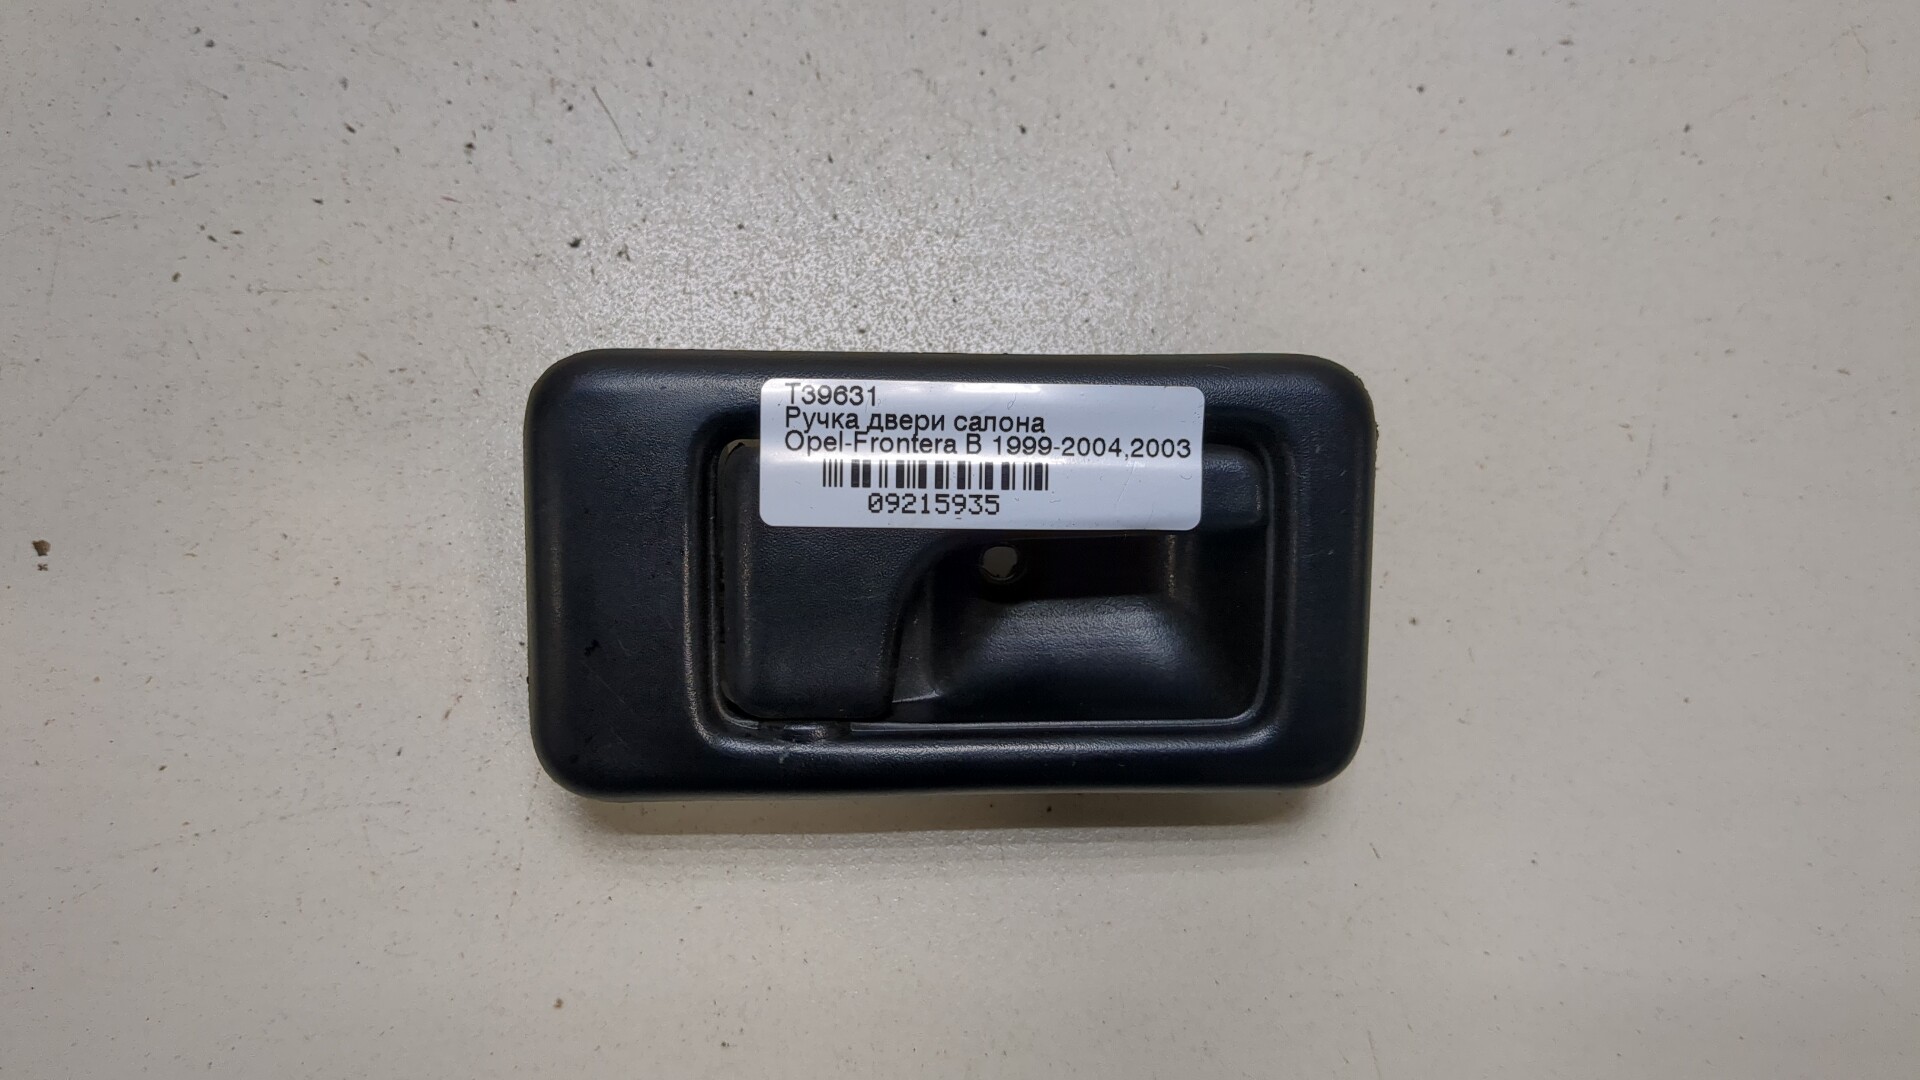 T39631
Ручка двери салона
Opel-Frontera B 1999-2004,2003
09215935